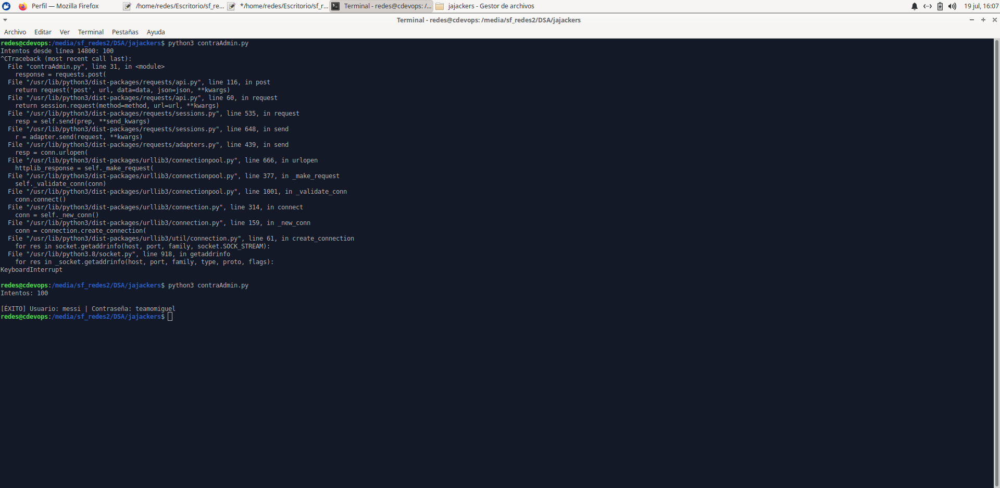 Perfil — Mozilla Firefox
/home/redes/Escritorio/sf_re...
*/home/redes/Escritorio/sf_r...
Terminal - redes@cdevops: /...
jajackers - Gestor de archivos
19 jul, 16:07
Terminal - redes@cdevops: /media/sf_redes2/DSA/jajackers
Archivo Editar Ver Terminal Pestañas Ayuda
redes@cdevops:/media/sf_redes2/DSA/jajackers$ python3 contraAdmin.py
Intentos desde línea 14800: 100
^CTraceback (most recent call last):
  File "contraAdmin.py", line 31, in <module>
    response = requests.post(
  File "/usr/lib/python3/dist-packages/requests/api.py", line 116, in post
    return request('post', url, data=data, json=json, **kwargs)
  File "/usr/lib/python3/dist-packages/requests/api.py", line 60, in request
    return session.request(method=method, url=url, **kwargs)
  File "/usr/lib/python3/dist-packages/requests/sessions.py", line 535, in request
    resp = self.send(prep, **send_kwargs)
  File "/usr/lib/python3/dist-packages/requests/sessions.py", line 648, in send
    r = adapter.send(request, **kwargs)
  File "/usr/lib/python3/dist-packages/requests/adapters.py", line 439, in send
    resp = conn.urlopen(
  File "/usr/lib/python3/dist-packages/urllib3/connectionpool.py", line 666, in urlopen
    httplib_response = self._make_request(
  File "/usr/lib/python3/dist-packages/urllib3/connectionpool.py", line 377, in _make_request
    self._validate_conn(conn)
  File "/usr/lib/python3/dist-packages/urllib3/connectionpool.py", line 1001, in _validate_conn
    conn.connect()
  File "/usr/lib/python3/dist-packages/urllib3/connection.py", line 314, in connect
    conn = self._new_conn()
  File "/usr/lib/python3/dist-packages/urllib3/connection.py", line 159, in _new_conn
    conn = connection.create_connection(
  File "/usr/lib/python3/dist-packages/urllib3/util/connection.py", line 61, in create_connection
    for res in socket.getaddrinfo(host, port, family, socket.SOCK_STREAM):
  File "/usr/lib/python3.8/socket.py", line 918, in getaddrinfo
    for res in _socket.getaddrinfo(host, port, family, type, proto, flags):
KeyboardInterrupt
redes@cdevops:/media/sf_redes2/DSA/jajackers$ python3 contraAdmin.py
Intentos: 100
[ÉXITO] Usuario: messi | Contraseña: teamomiguel
redes@cdevops:/media/sf_redes2/DSA/jajackers$